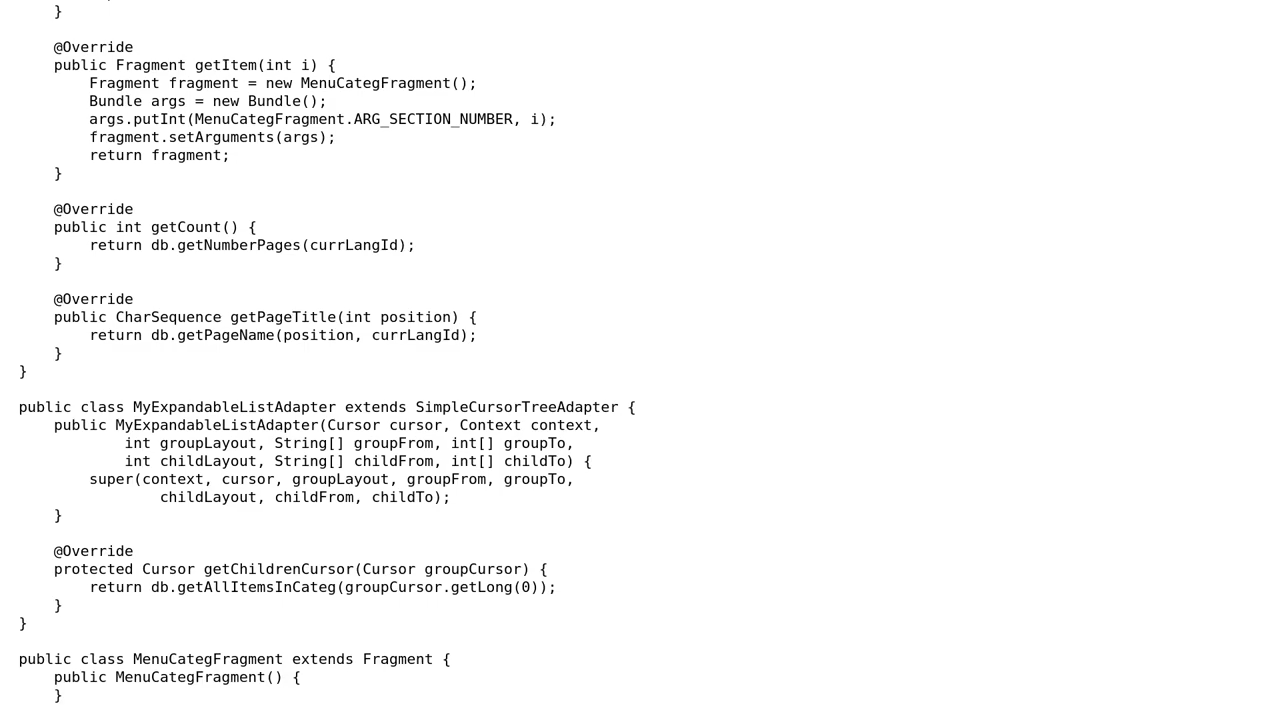 }

    @Override
    public Fragment getItem(int i) {
        Fragment fragment = new MenuCategFragment();
        Bundle args = new Bundle();
        args.putInt(MenuCategFragment.ARG_SECTION_NUMBER, i);
        fragment.setArguments(args);
        return fragment;
    }

    @Override
    public int getCount() {
        return db.getNumberPages(currLangId);
    }

    @Override
    public CharSequence getPageTitle(int position) {
        return db.getPageName(position, currLangId);
    }
}

public class MyExpandableListAdapter extends SimpleCursorTreeAdapter {
    public MyExpandableListAdapter(Cursor cursor, Context context,
            int groupLayout, String[] groupFrom, int[] groupTo,
            int childLayout, String[] childFrom, int[] childTo) {
        super(context, cursor, groupLayout, groupFrom, groupTo,
                childLayout, childFrom, childTo);
    }

    @Override
    protected Cursor getChildrenCursor(Cursor groupCursor) {
        return db.getAllItemsInCateg(groupCursor.getLong(0));
    }
}

public class MenuCategFragment extends Fragment {
    public MenuCategFragment() {
    }